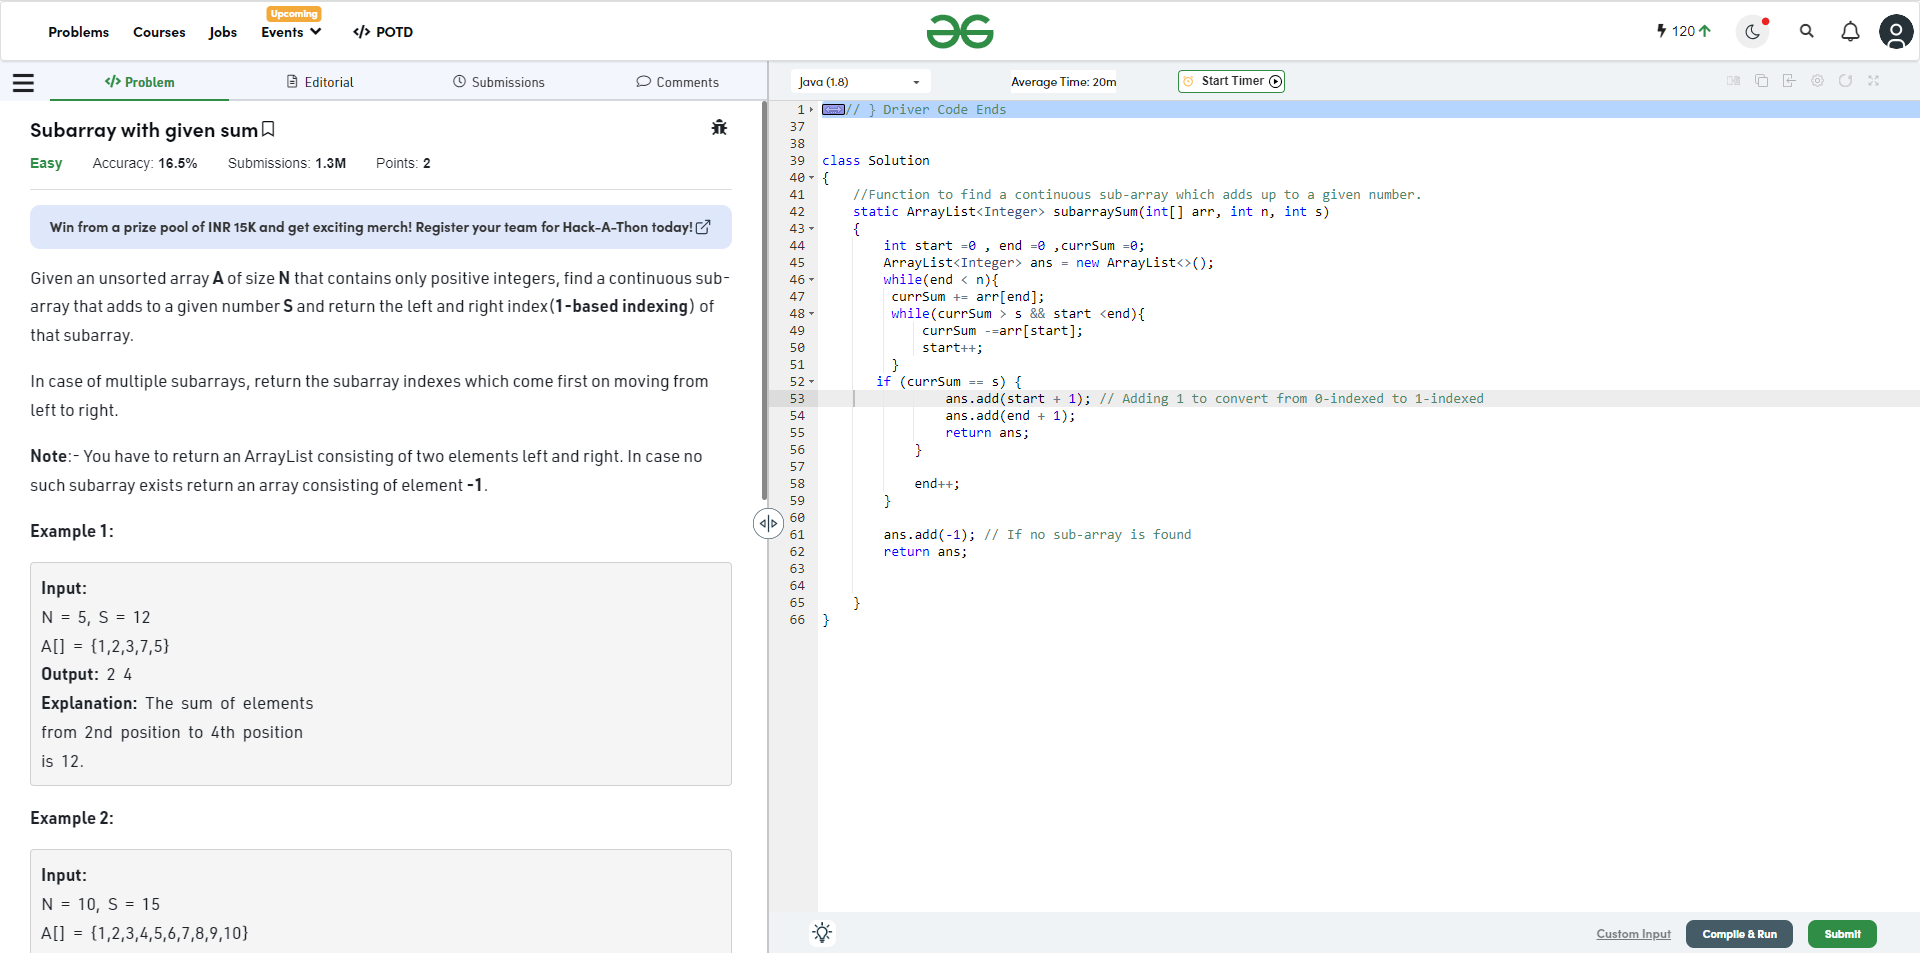 Problems Courses Jobs Events Upcoming </> POTD
120
Problem Editorial Submissions Comments
Subarray with given sum
Easy Accuracy: 16.5% Submissions: 1.3M Points: 2
Win from a prize pool of INR 15K and get exciting merch! Register your team for Hack-A-Thon today!
Given an unsorted array A of size N that contains only positive integers, find a continuous sub-
array that adds to a given number S and return the left and right index(1-based indexing) of
that subarray.
In case of multiple subarrays, return the subarray indexes which come first on moving from
left to right.
Note:- You have to return an ArrayList consisting of two elements left and right. In case no
such subarray exists return an array consisting of element -1.
Example 1:
Input:
N = 5, S = 12
A[] = {1,2,3,7,5}
Output: 2 4
Explanation: The sum of elements
from 2nd position to 4th position
is 12.
Example 2:
Input:
N = 10, S = 15
A[] = {1,2,3,4,5,6,7,8,9,10}
Java (1.8) Average Time: 20m Start Timer
1 // } Driver Code Ends
37
38
39 class Solution
40 {
41 //Function to find a continuous sub-array which adds up to a given number.
42 static ArrayList<Integer> subarraySum(int[] arr, int n, int s)
43 {
44 int start =0 , end =0 ,currSum =0;
45 ArrayList<Integer> ans = new ArrayList<>();
46 while(end < n){
47 currSum += arr[end];
48 while(currSum > s && start <end){
49 currSum -=arr[start];
50 start++;
51 }
52 if (currSum == s) {
53 ans.add(start + 1); // Adding 1 to convert from 0-indexed to 1-indexed
54 ans.add(end + 1);
55 return ans;
56 }
57
58 end++;
59 }
60
61 ans.add(-1); // If no sub-array is found
62 return ans;
63
64
65 }
66 }
Custom Input Compile & Run Submit